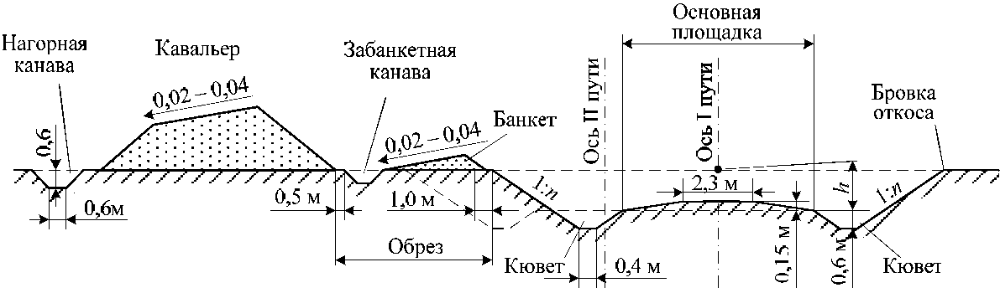 Основная
площадка
Нагорная
канава
Кавальер
Забанкетная
канава
0,02 – 0,04
Банкет
0,02 – 0,04
Ось II пути
Ось I пути
Бровка
откоса
0,6
0,6м
0,5 м
1,0 м
1:n
2,3 м
h
1:n
Обрез
Кювет
0,4 м
0,15 м
0,6 м
Кювет